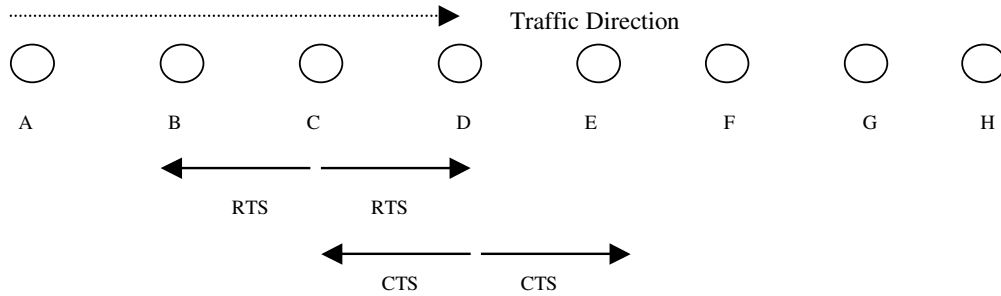 Traffic Direction
A B C D E F G H
RTS RTS
CTS CTS